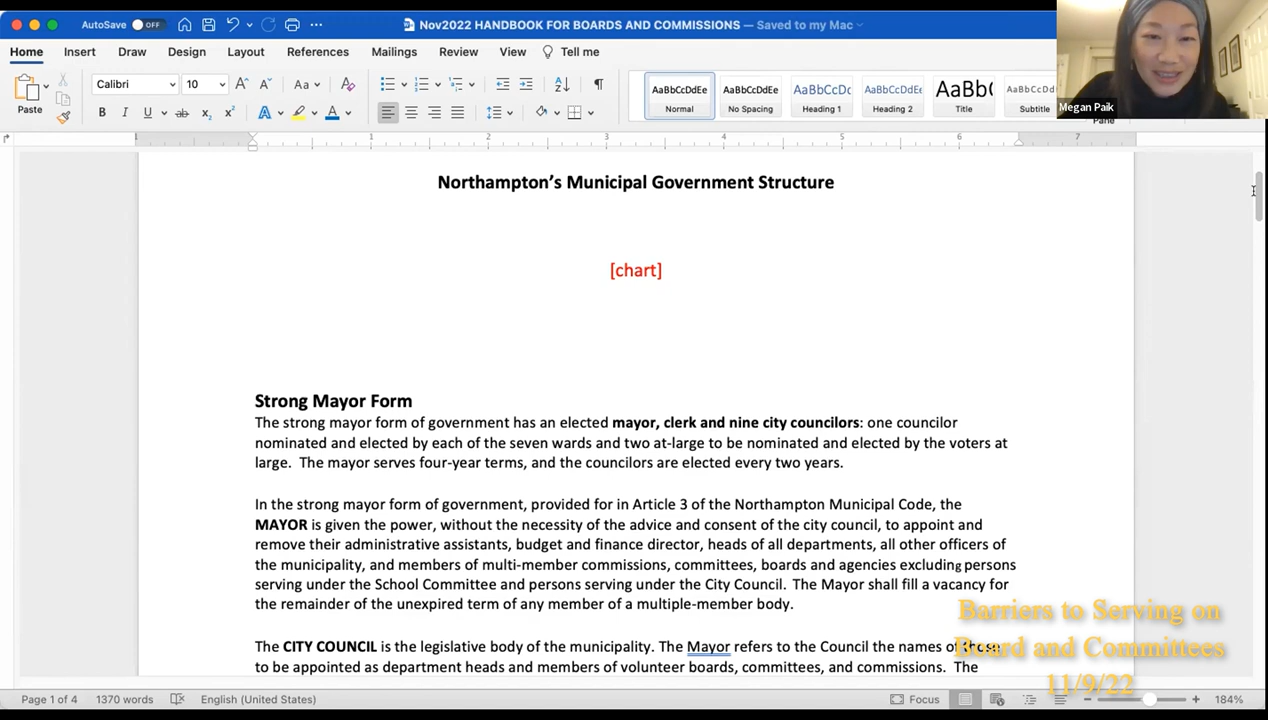 AutoSave OFF
Nov2022 HANDBOOK FOR BOARDS AND COMMISSIONS — Saved to my Mac
Home Insert Draw Design Layout References Mailings Review View Tell me
Paste
Calibri 10
AaBbCcDdEe Normal
AaBbCcDdEe No Spacing
AaBbCcDc Heading 1
AaBbCcDdEe Heading 2
AaBb( Title
AaBbCcDdEe Subtitle
Pane
Megan Paik
1 1 2 3 4 5 6 7
Northampton's Municipal Government Structure
[chart]
Strong Mayor Form
The strong mayor form of government has an elected mayor, clerk and nine city councilors: one councilor
nominated and elected by each of the seven wards and two at-large to be nominated and elected by the voters at
large. The mayor serves four-year terms, and the councilors are elected every two years.
In the strong mayor form of government, provided for in Article 3 of the Northampton Municipal Code, the
MAYOR is given the power, without the necessity of the advice and consent of the city council, to appoint and
remove their administrative assistants, budget and finance director, heads of all departments, all other officers of
the municipality, and members of multi-member commissions, committees, boards and agencies excluding persons
serving under the School Committee and persons serving under the City Council. The Mayor shall fill a vacancy for
the remainder of the unexpired term of any member of a multiple-member body.
The CITY COUNCIL is the legislative body of the municipality. The Mayor refers to the Council the names of those
to be appointed as department heads and members of volunteer boards, committees, and commissions. The
Barriers to Serving on
Board and Committees
11/9/22
Page 1 of 4 1370 words English (United States) Focus 184%